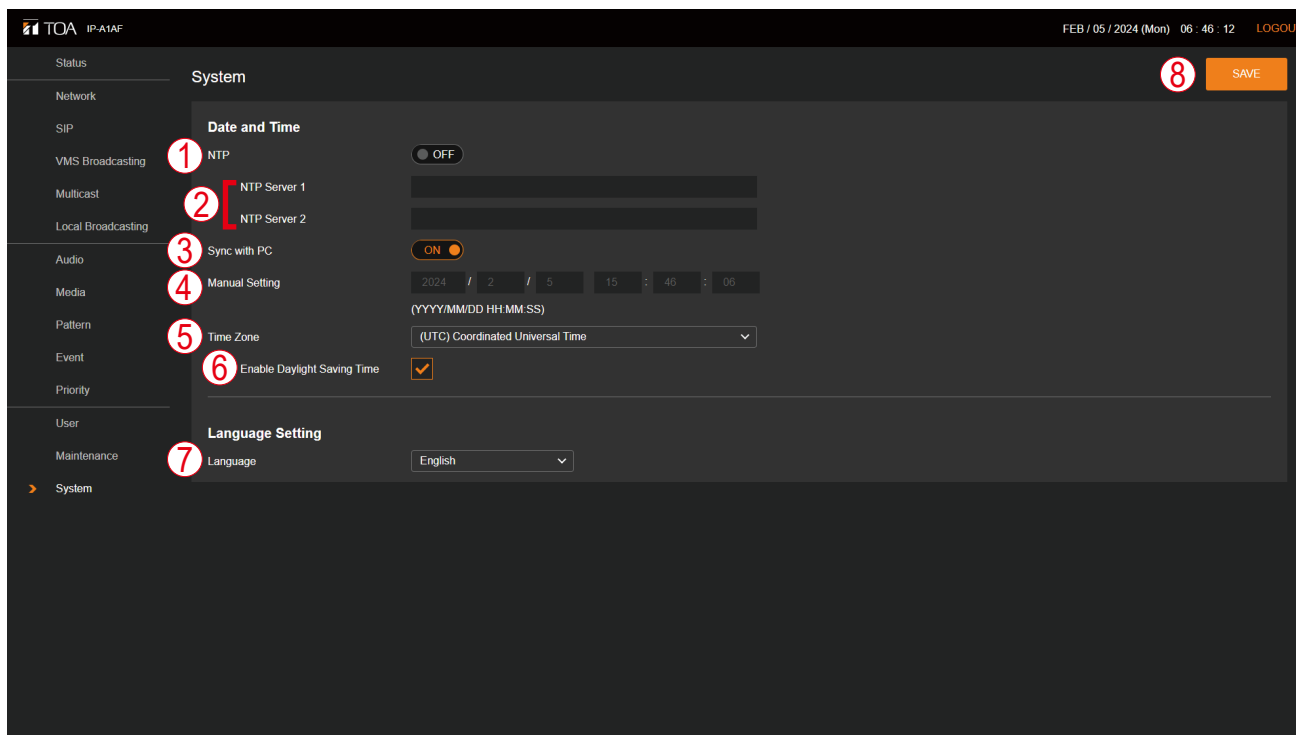 TOA IP-A1AF FEB / 05 / 2024 (Mon) 06 : 46 : 12 LOGOU
Status
Network
SIP
VMS Broadcasting
Multicast
Local Broadcasting
Audio
Media
Pattern
Event
Priority
User
Maintenance
System
System 8 SAVE
Date and Time
1 NTP OFF
2 NTP Server 1
NTP Server 2
3 Sync with PC ON
4 Manual Setting 2024 / 2 / 5 15 : 46 : 06
(YYYY/MM/DD HH:MM:SS)
5 Time Zone (UTC) Coordinated Universal Time
6 Enable Daylight Saving Time
Language Setting
7 Language English